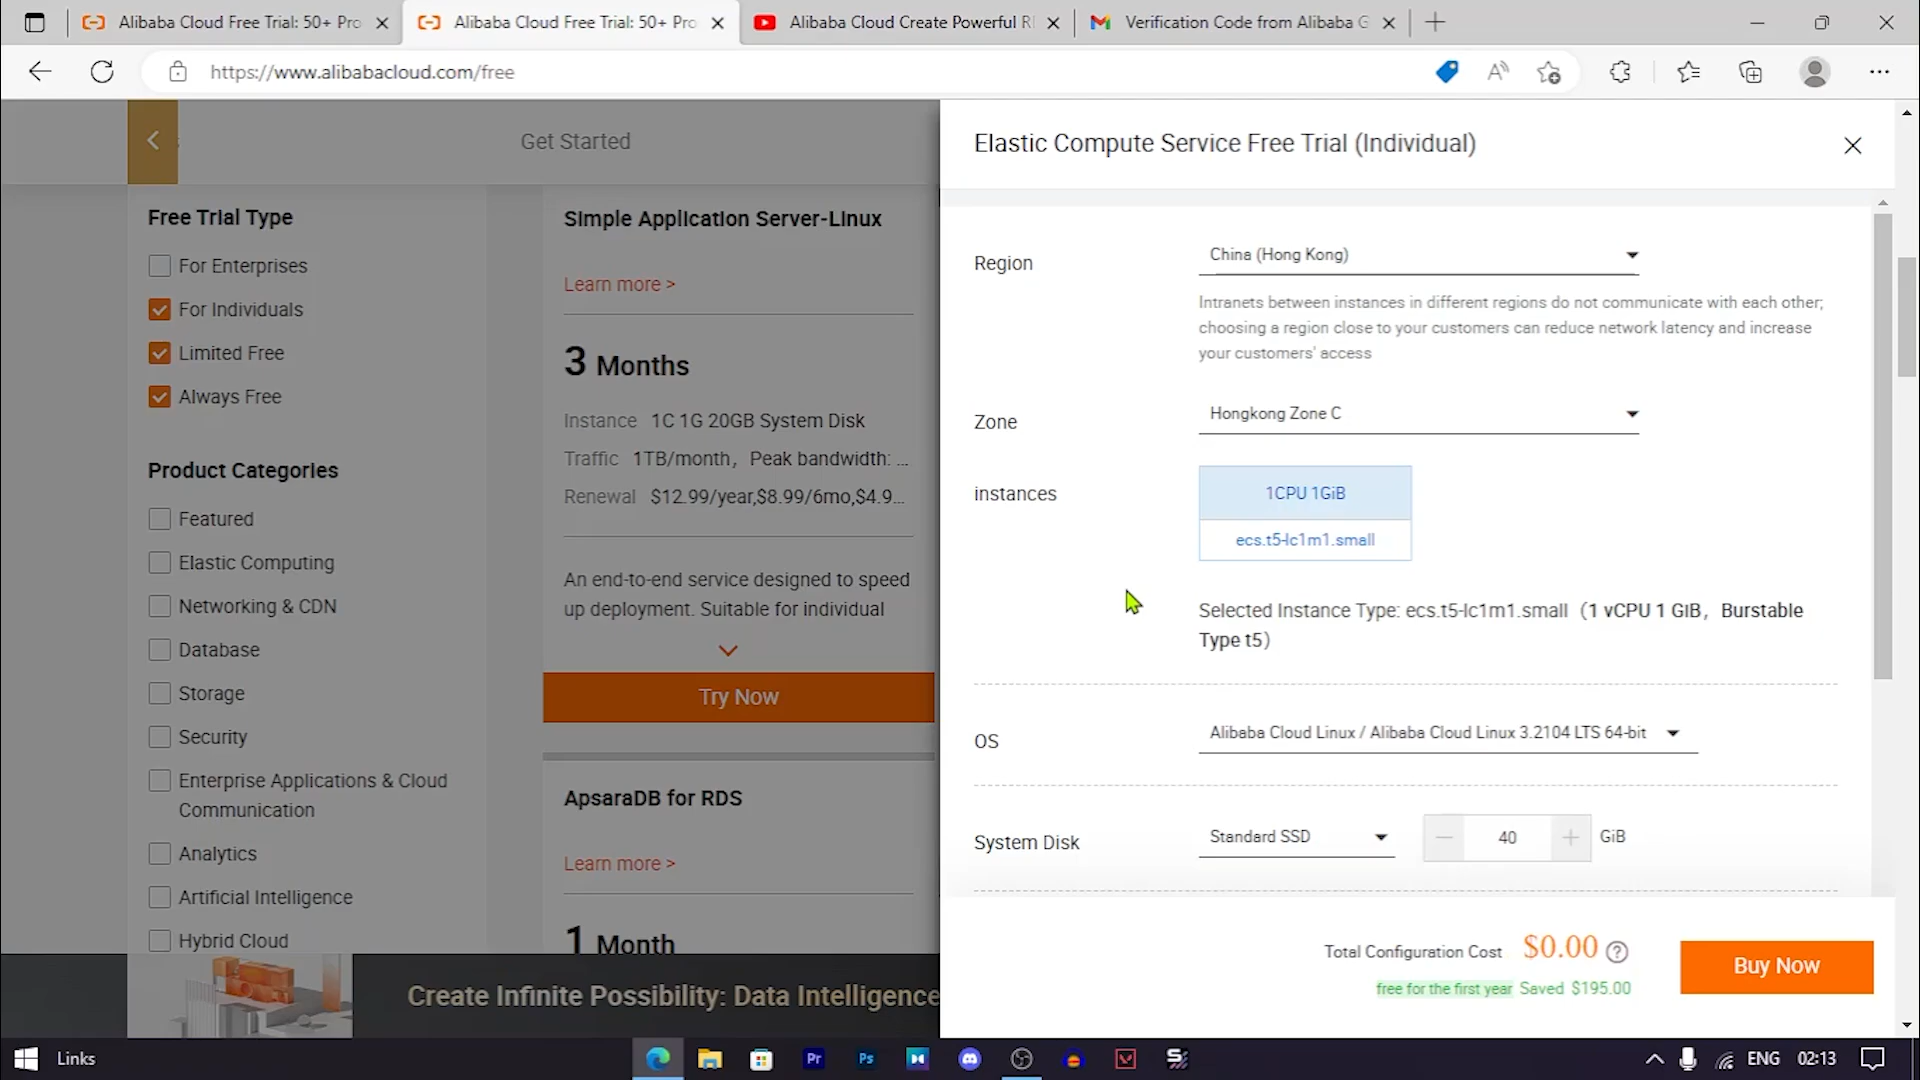 Alibaba Cloud Free Trial: 50+ Pro
Alibaba Cloud Free Trial: 50+ Pro
Alibaba Cloud Create Powerful R
Verification Code from Alibaba G
https://www.alibabacloud.com/free
Get Started
Free Trial Type
For Enterprises
For Individuals
Limited Free
Always Free
Product Categories
Featured
Elastic Computing
Networking & CDN
Database
Storage
Security
Enterprise Applications & Cloud
Communication
Analytics
Artificial Intelligence
Hybrid Cloud
Simple Application Server-Linux
Learn more >
3 Months
Instance 1C 1G 20GB System Disk
Traffic 1TB/month, Peak bandwidth: ...
Renewal $12.99/year,$8.99/6mo,$4.9...
An end-to-end service designed to speed
up deployment. Suitable for individual
Try Now
ApsaraDB for RDS
Learn more >
1 Month
Create Infinite Possibility: Data Intelligence
Elastic Compute Service Free Trial (Individual)
Region
China (Hong Kong)
Intranets between instances in different regions do not communicate with each other;
choosing a region close to your customers can reduce network latency and increase
your customers' access
Zone
Hongkong Zone C
instances
1CPU 1GiB
ecs.t5-lc1m1.small
Selected Instance Type: ecs.t5-lc1m1.small (1 vCPU 1 GIB, Burstable
Type t5)
OS
Alibaba Cloud Linux / Alibaba Cloud Linux 3.2104 LTS 64-bit
System Disk
Standard SSD
40
GiB
Total Configuration Cost $0.00
free for the first year Saved $195.00
Buy Now
Links
Pr
Ps
ENG
02:13